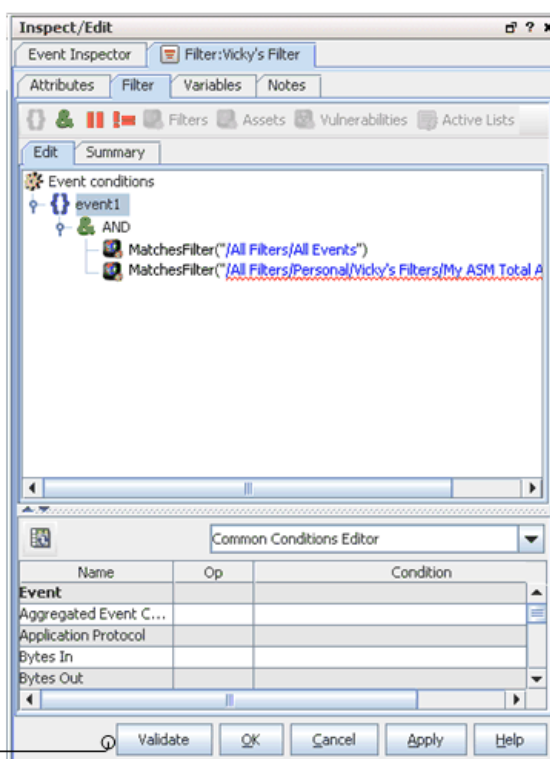 Inspect/Edit
Event Inspector Filter:Vicky's Filter
Attributes Filter Variables Notes
Filters Assets Vulnerabilities Active Lists
Edit Summary
Event conditions
event1
AND
MatchesFilter("/All Filters/All Events")
MatchesFilter("/All Filters/Personal/Vicky's Filters/My ASM Total A
Common Conditions Editor
Name Op Condition
Event
Aggregated Event C...
Application Protocol
Bytes In
Bytes Out
Validate OK Cancel Apply Help